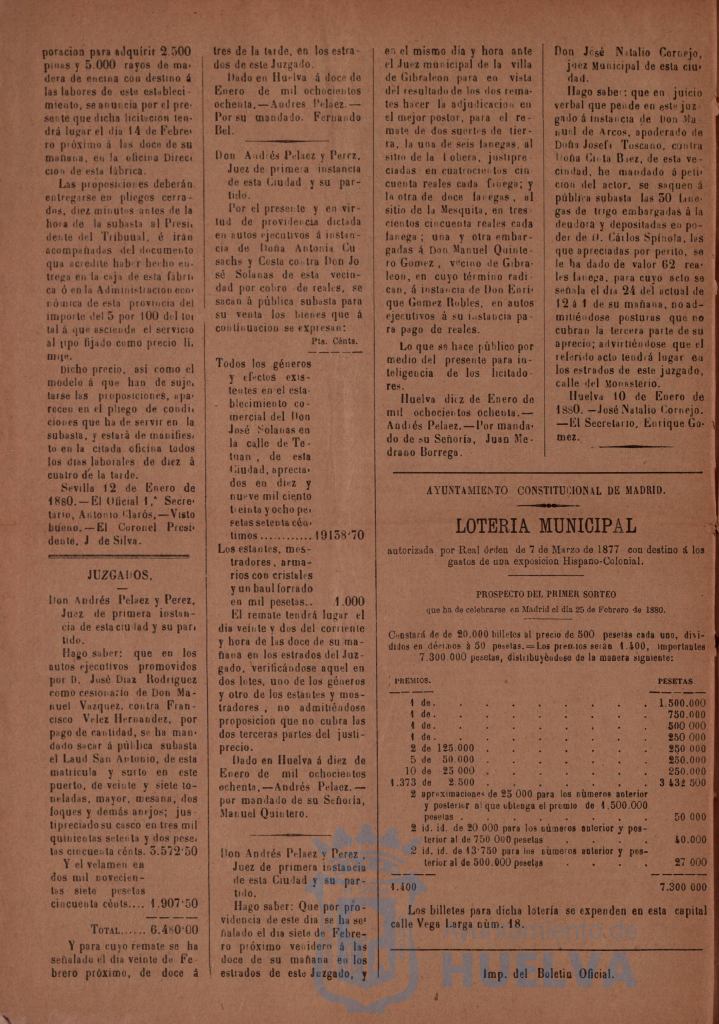 poracion para adquirir 2.500
pinas y 5.000 rayos de ma-
dera de encina con destino á
las labores de este estableci-
miento, se anuncia por el pre-
sente que dicha licitacion ten-
drá lugar el dia 14 de Febre-
ro próximo á las doce de su
mañana, en la oficina Direc-
cion de esta fábrica.
Las proposiciones deberán
entregarse en pliegos cerra-
dos, diez minutos antes de la
hora de la subasta al Presi-
dente del Tribunal, é irán
acompañadas del documento
que acredite haber hecho en-
trega en la caja de esta fábri-
ca ó en la Administracion eco-
nómica de esta provincia del
importe del 5 por 100 del to-
tal á que asciende el servicio
al tipo fijado como precio lí-
mite.
Dicho precio, así como el
modelo á que han de suje-
tarse las proposiciones, apa-
recen en el pliego de condi-
ciones que ha de servir en la
subasta, y estará de manifies-
to en la citada oficina todos
los dias laborales de diez á
cuatro de la tarde.
Sevilla 12 de Enero de
1880.—El Oficial 1.º Secre-
tario, Antonio Clarós.—Visto
bueno.—El Coronel Presi-
dente, J de Silva.
JUZGADOS.
Don Andrés Pelaez y Perez,
Juez de primera instan-
cia de esta ciudad y su par-
tido.
Hago saber: que en los
autos ejecutivos promovidos
por D. José Diaz Rodriguez
como cesionario de Don Ma-
nuel Vazquez, contra Fran-
cisco Velez Hernandez, por
pago de cantidad, se ha man-
dado sacar á pública subasta
el Laud San Antonio, de esta
matrícula y surto en este
puerto, de veinte y siete to-
neladas, mayor, mesana, dos
foques y demás anejos; jus-
tipreciado su casco en tres mil
quinientas setenta y dos pese-
tas cincuenta cénts. 3.572'50
Y el velamen en
dos mil novecien-
tas siete pesetas
cincuenta cénts.... 1.907'50
TOTAL...... 6.480'00
Y para cuyo remate se ha
señalado el dia veinte de Fe-
brero próximo, de doce á
tres de la tarde, en los estra-
dos de este Juzgado.
Dado en Huelva á doce de
Enero de mil ochocientos
ochenta.—Andres Pelaez.—
Por su mandado. Fernando
Bel.
Don Andrés Pelaez y Perez,
Juez de primera instancia
de esta Ciudad y su par-
tido.
Por el presente y en vir-
tud de providencia dictada
en autos ejecutivos á instan-
cia de Doña Antonia Cu
sachs y Costa contra Don Jo
sé Solanas de esta vecin-
dad por cobro de reales, se
sacan á pública subasta para
su venta los bienes que á
continuacion se expresan:
Pts. Cénts.
Todos los géneros
y efectos exis-
tentes en el esta-
blecimiento co-
mercial del Don
José Solanas en
la calle de Te-
tuan, de esta
Ciudad, aprecia-
dos en diez y
nueve mil ciento
treinta y ocho pe-
setas setenta cén-
timos............19138'70
Los estantes, mos-
tradores, arma-
rios con cristales
y un baul forrado
en mil pesetas.. 1.000
El remate tendrá lugar el
dia veinte y dos del corriente
y hora de las doce de su ma-
ñana en los estrados del Juz-
gado, verificándose aquel en
dos lotes, uno de los géneros
y otro de los estantes y mos-
tradores, no admitiéndose
proposicion que no cubra las
dos terceras partes del justi-
precio.
Dado en Huelva á diez de
Enero de mil ochocientos
ochenta,—Andrés Pelaez.—
por mandado de su Señoría,
Manuel Quintero.
Don Andrés Pelaez y Perez,
Juez de primera instancia
de esta Ciudad y su par-
tido.
Hago saber: Que por pro-
videncia de este dia se ha se-
ñalado el dia siete de Febre-
ro próximo venidero á las
doce de su mañana en los
estrados de este Juzgado, y
en el mismo dia y hora ante
el Juez municipal de la villa
de Gibraleon para en vista
del resultado de los dos rema-
tes hacer la adjudicacion en
el mejor postor, para el re-
mate de dos suertes de tier-
ra, la una de seis fanegas, al
sitio de la Lobera, justipre-
ciadas en cuatrocientos cin-
cuenta reales cada fanega; y
la otra de doce fanegas, al
sitio de la Mesquita, en tres-
cientos cincuenta reales cada
fanega; una y otra embar-
gadas á Don Manuel Quinte-
ro Gomez, vecino de Gibra-
leon, en cuyo término radi-
can, á instancia de Don Enri-
que Gomez Robles, en autos
ejecutivos á su instancia pa-
ra pago de reales.
Lo que se hace público por
medio del presente para in-
teligencia de los licitado-
res.
Huelva diez de Enero de
mil ochocientos ochenta.—
Andrés Pelaez.—Por manda-
do de su Señoria, Juan Me-
drano Borrega.
Don José Natalio Cornejo,
juez Municipal de esta ciu-
dad.
Hago saber: que en juicio
verbal que pende en este juz-
gado á instancia de Don Ma-
nuel de Arcos, apoderado de
Doña Josefa Toscano, contra
Doña Cinta Baez, de esta ve-
cindad, he mandado á peti-
cion del actor, se saquen á
pública subasta las 30 fane-
gas de trigo embargadas á la
deudora y depositadas en po-
der de D. Cárlos Spínola, las
que apreciadas por perito, se
le ha dado de valor 62 rea-
les fanega, para cuyo acto se
señala el dia 24 del actual de
12 á 1 de su mañana, no ad-
mitiéndose posturas que no
cubran la tercera parte de su
aprecio; advirtiéndose que el
referido acto tendrá lugar en
los estrados de este juzgado,
calle del Monasterio.
Huelva 10 de Enero de
1880.—José Natalio Cornejo.
—El Secretario, Enrique Go-
mez.
AYUNTAMIENTO CONSTITUCIONAL DE MADRID.
LOTERIA MUNICIPAL
autorizada por Real órden de 7 de Marzo de 1877 con destino á los
gastos de una exposicion Hispano-Colonial.
PROSPECTO DEL PRIMER SORTEO
que ha de celebrarse en Madrid el dia 25 de Febrero de 1880.
Constará de de 20.000 billetes al precio de 500 pesetas cada uno, divi-
didos en décimos á 50 pesetas.=Los premios serán 1.400, importantes
7.300.000 pesetas, distribuyéndose de la manera siguiente:
PREMIOS. PESETAS
1 de. . . . . . . . 1.500.000
1 de. . . . . . . . 750.000
1 de. . . . . . . . 500 000
1 de. . . . . . . . 250 000
2 de 125.000 . . . . . . 250 000
5 de 50.000 . . . . . . 250.000
10 de 25 000 . . . . . . 250.000
1.373 de 2.500 . . . . . . 3 432 500
2 aproximaciones de 25 000 para los números anterior
y posterior al que obtenga el premio de 1.500.000
pesetas . . . . . . 50 000
2 id. id. de 20 000 para los números anterior y pos-
terior al de 750 000 pesetas . . . . 40.000
2 id. id. de 13 750 para los números anterior y pos-
terior al de 500.000 pesetas . . . . 27 000
1.400 7.300 000
Los billetes para dicha lotería se expenden en esta capital
calle Vega Larga núm. 18.
Imp. del Boletin Oficial.
Ayuntamiento de
HUELVA